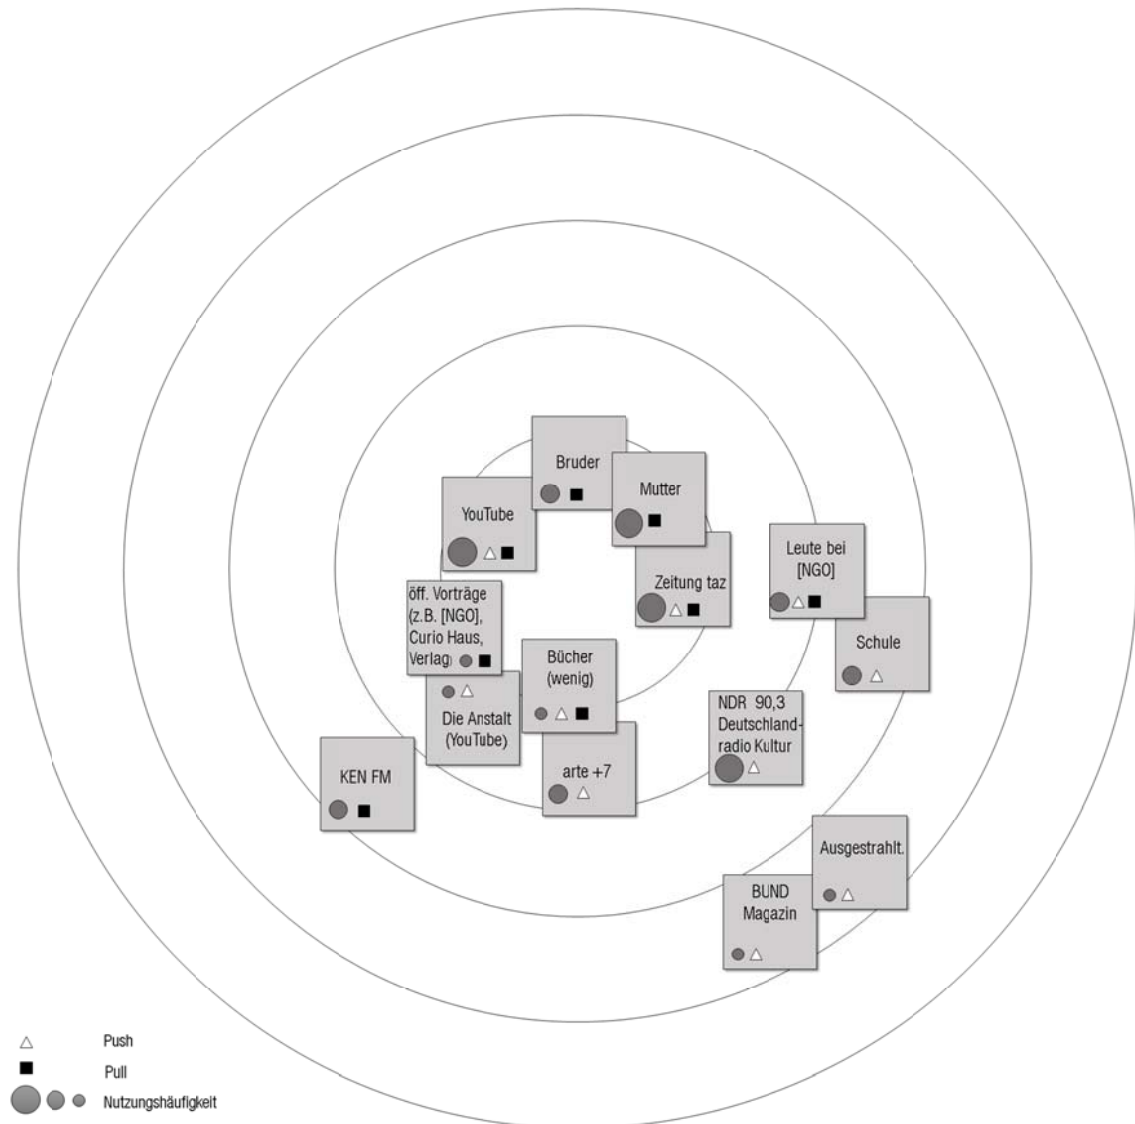 Bruder
Mutter
YouTube
Zeitung taz
Leute bei
[NGO]
öff. Vorträge
(z.B. [NGO],
Curio Haus,
Verlag)
Schule
Bücher
(wenig)
Die Anstalt
(YouTube)
NDR 90,3
Deutschland-
radio Kultur
KEN FM
arte +7
Ausgestrahlt.
BUND
Magazin
Push
Pull
Nutzungshäufigkeit